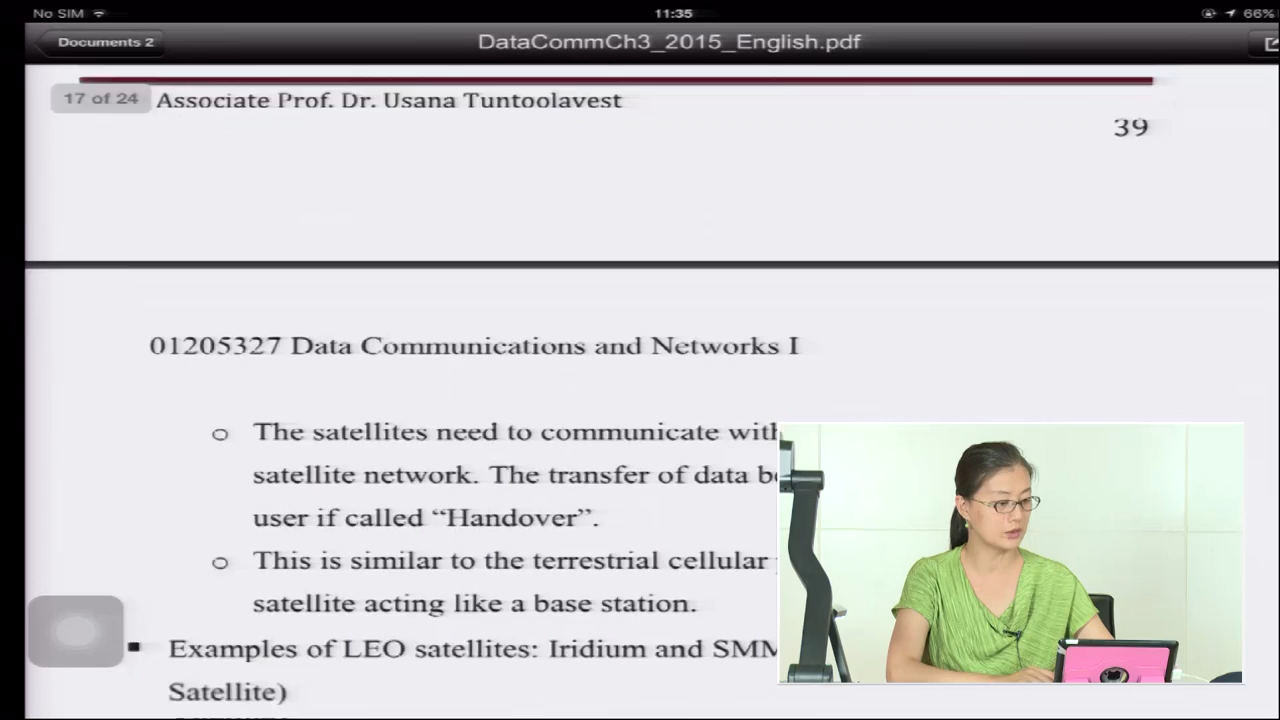 No SIM
11:35
66%
Documents 2
DataCommCh3_2015_English.pdf
17 of 24
Associate Prof. Dr. Usana Tuntoolavest
39
01205327 Data Communications and Networks I
The satellites need to communicate with
satellite network. The transfer of data
user if called “Handover”.
This is similar to the terrestrial cellular
satellite acting like a base station.
Examples of LEO satellites: Iridium and
Satellite)